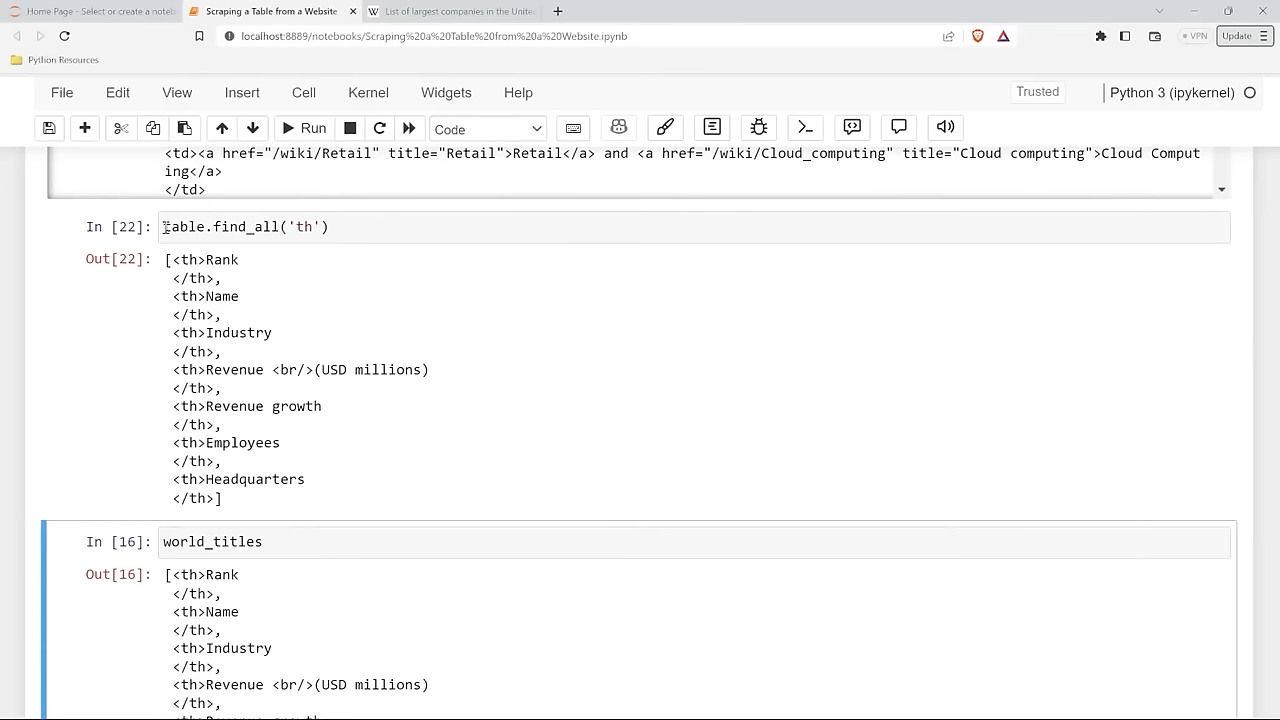 Home Page - Select or create a noteb
Scraping a Table from a Website
List of largest companies in the Unite
localhost:8889/notebooks/Scraping%20a%20Table%20from%20a%20Website.ipynb
VPN
Update
Python Resources
File Edit View Insert Cell Kernel Widgets Help
Trusted
Python 3 (ipykernel)
Run
Code
<td><a href="/wiki/Retail" title="Retail">Retail</a> and <a href="/wiki/Cloud_computing" title="Cloud computing">Cloud Comput
ing</a>
</td>
In [22]: table.find_all('th')
Out[22]: [<th>Rank
</th>,
<th>Name
</th>,
<th>Industry
</th>,
<th>Revenue <br/>(USD millions)
</th>,
<th>Revenue growth
</th>,
<th>Employees
</th>,
<th>Headquarters
</th>]
In [16]: world_titles
Out[16]: [<th>Rank
</th>,
<th>Name
</th>,
<th>Industry
</th>,
<th>Revenue <br/>(USD millions)
</th>,